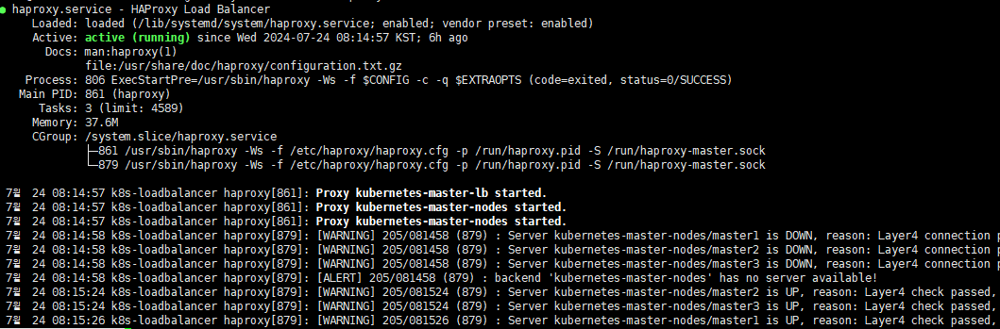 ● haproxy.service - HAProxy Load Balancer
Loaded: loaded (/lib/systemd/system/haproxy.service; enabled; vendor preset: enabled)
Active: active (running) since Wed 2024-07-24 08:14:57 KST; 6h ago
Docs: man:haproxy(1)
file:/usr/share/doc/haproxy/configuration.txt.gz
Process: 806 ExecStartPre=/usr/sbin/haproxy -Ws -f $CONFIG -c -q $EXTRAOPTS (code=exited, status=0/SUCCESS)
Main PID: 861 (haproxy)
Tasks: 3 (limit: 4589)
Memory: 37.6M
CGroup: /system.slice/haproxy.service
├─861 /usr/sbin/haproxy -Ws -f /etc/haproxy/haproxy.cfg -p /run/haproxy.pid -S /run/haproxy-master.sock
└─879 /usr/sbin/haproxy -Ws -f /etc/haproxy/haproxy.cfg -p /run/haproxy.pid -S /run/haproxy-master.sock
7월 24 08:14:57 k8s-loadbalancer haproxy[861]: Proxy kubernetes-master-lb started.
7월 24 08:14:57 k8s-loadbalancer haproxy[861]: Proxy kubernetes-master-nodes started.
7월 24 08:14:57 k8s-loadbalancer haproxy[861]: Proxy kubernetes-master-nodes started.
7월 24 08:14:58 k8s-loadbalancer haproxy[879]: [WARNING] 205/081458 (879) : Server kubernetes-master-nodes/master1 is DOWN, reason: Layer4 connection p
7월 24 08:14:58 k8s-loadbalancer haproxy[879]: [WARNING] 205/081458 (879) : Server kubernetes-master-nodes/master2 is DOWN, reason: Layer4 connection p
7월 24 08:14:58 k8s-loadbalancer haproxy[879]: [WARNING] 205/081458 (879) : Server kubernetes-master-nodes/master3 is DOWN, reason: Layer4 connection p
7월 24 08:14:58 k8s-loadbalancer haproxy[879]: [ALERT] 205/081458 (879) : backend 'kubernetes-master-nodes' has no server available!
7월 24 08:15:24 k8s-loadbalancer haproxy[879]: [WARNING] 205/081524 (879) : Server kubernetes-master-nodes/master2 is UP, reason: Layer4 check passed,
7월 24 08:15:24 k8s-loadbalancer haproxy[879]: [WARNING] 205/081524 (879) : Server kubernetes-master-nodes/master3 is UP, reason: Layer4 check passed,
7월 24 08:15:26 k8s-loadbalancer haproxy[879]: [WARNING] 205/081526 (879) : Server kubernetes-master-nodes/master1 is UP, reason: Layer4 check passed,